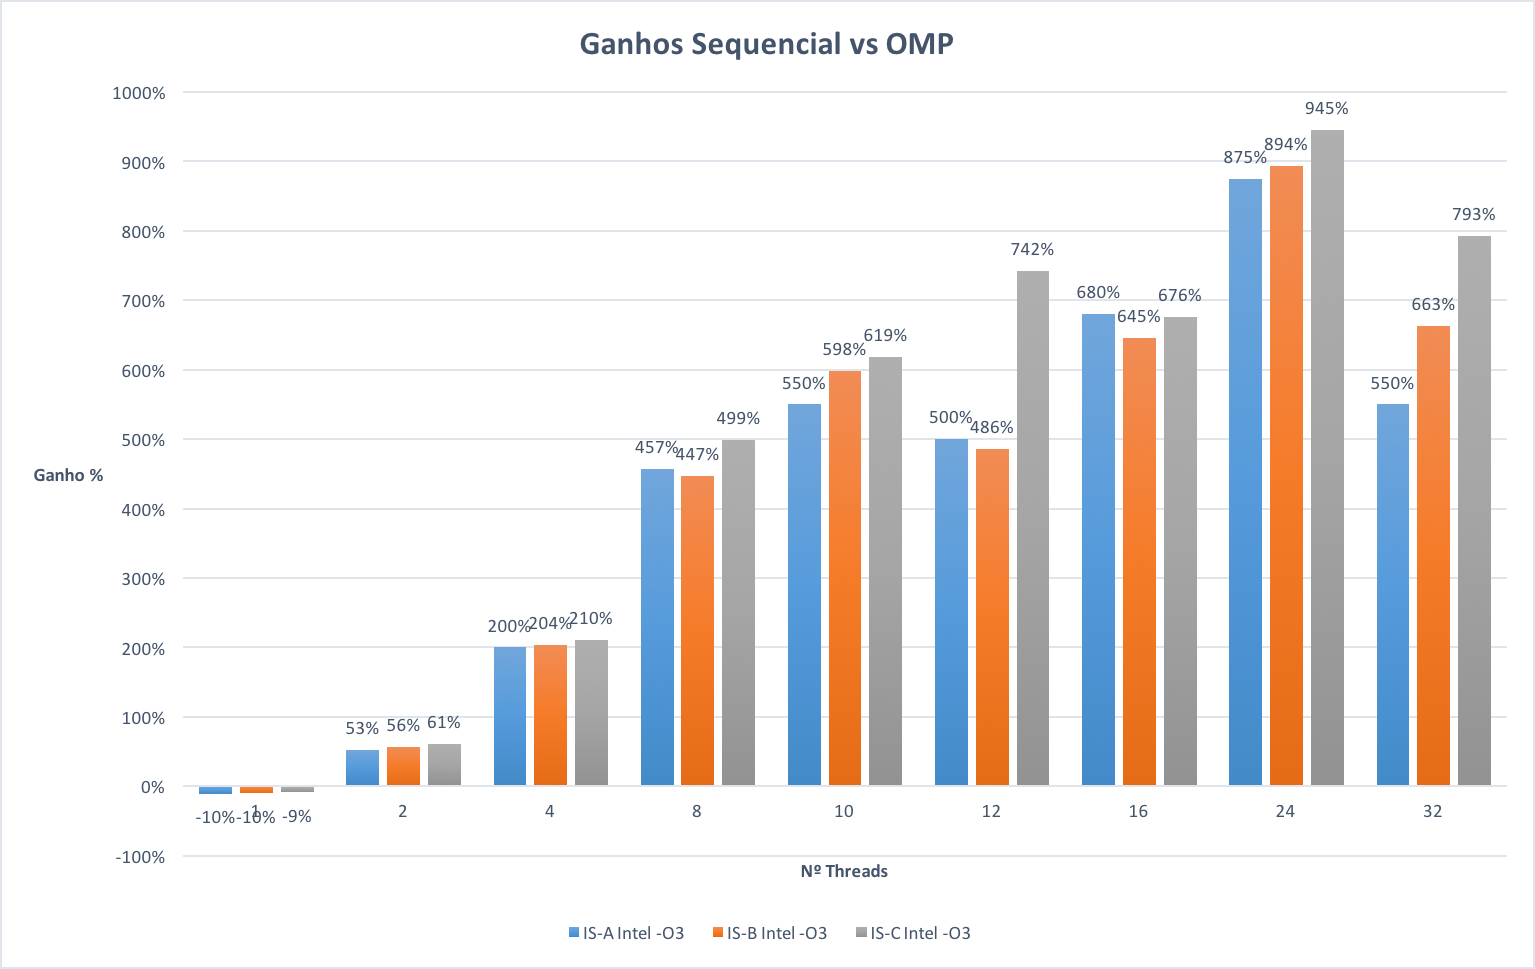 Ganhos Sequencial vs OMP
1000%
900%
800%
700%
600%
500%
400%
300%
200%
100%
0%
-100%
Ganho %
-10% -10% -9%
53% 56% 61%
200% 204% 210%
457% 447% 499%
550% 598% 619%
500% 486% 742%
680% 645% 676%
875% 894% 945%
550% 663% 793%
1 2 4 8 10 12 16 24 32
Nº Threads
IS-A Intel -O3 IS-B Intel -O3 IS-C Intel -O3